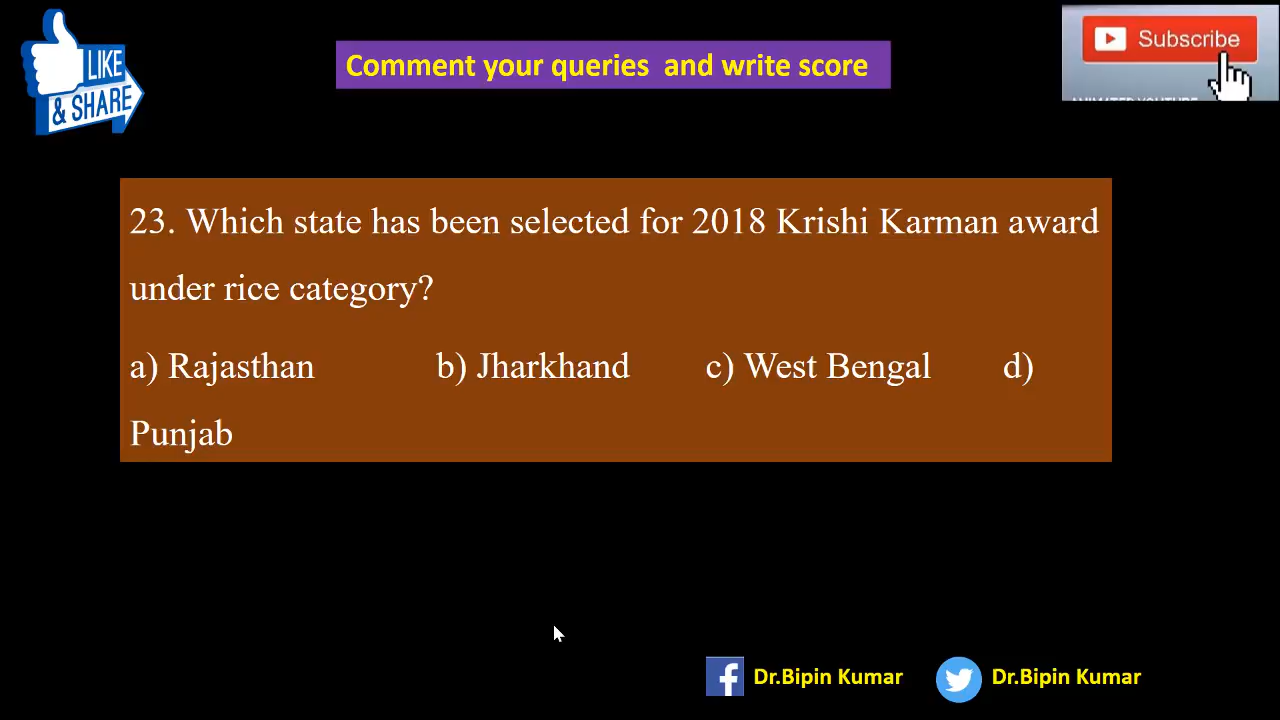 LIKE
& SHARE
Comment your queries and write score
Subscribe
23. Which state has been selected for 2018 Krishi Karman award
under rice category?
a) Rajasthan b) Jharkhand c) West Bengal d)
Punjab
Dr.Bipin Kumar Dr.Bipin Kumar